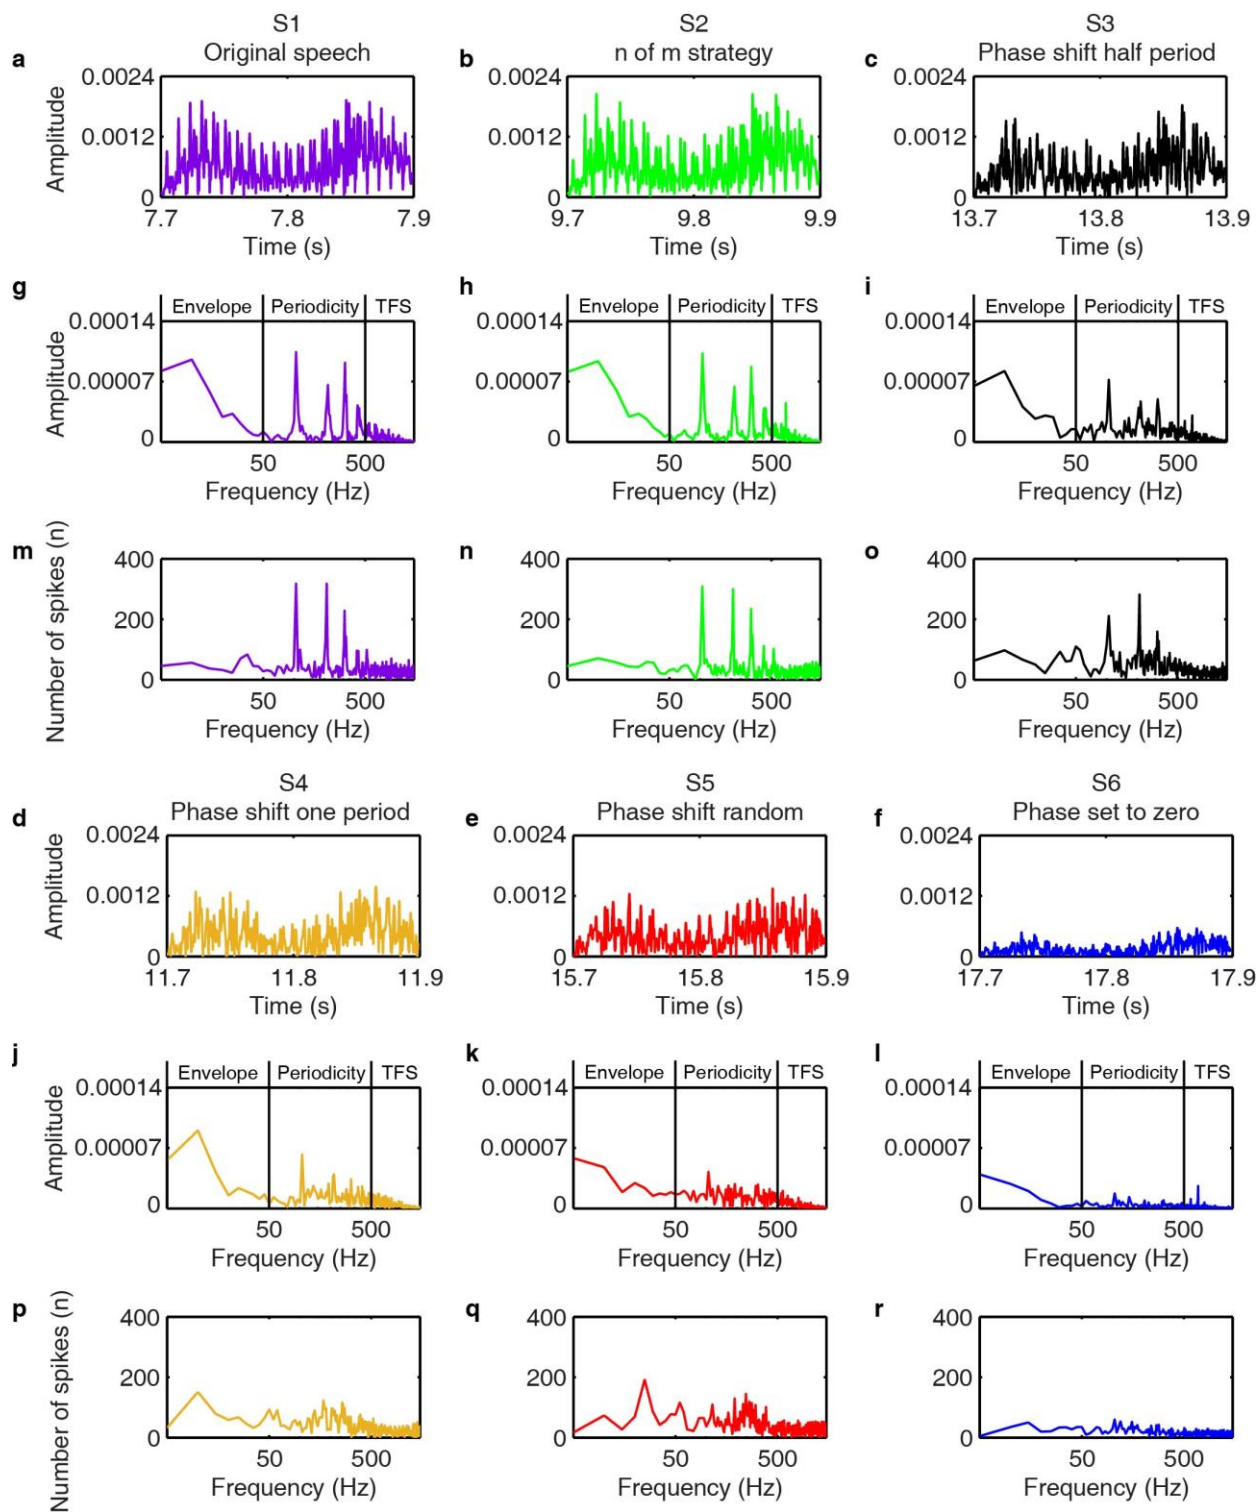 S1 S2 S3
Original speech n of m strategy Phase shift half period
a b c
Amplitude
0.0024 0.0024 0.0024
0.0012 0.0012 0.0012
0 0 0
7.7 7.8 7.9 9.7 9.8 9.9 13.7 13.8 13.9
Time (s) Time (s) Time (s)
g h i
Envelope Periodicity TFS Envelope Periodicity TFS Envelope Periodicity TFS
Amplitude
0.00014 0.00014 0.00014
0.00007 0.00007 0.00007
0 0 0
50 500 50 500 50 500
Frequency (Hz) Frequency (Hz) Frequency (Hz)
m n o
Number of spikes (n)
400 400 400
200 200 200
0 0 0
50 500 50 500 50 500
Frequency (Hz) Frequency (Hz) Frequency (Hz)
S4 S5 S6
Phase shift one period Phase shift random Phase set to zero
d e f
Amplitude
0.0024 0.0024 0.0024
0.0012 0.0012 0.0012
0 0 0
11.7 11.8 11.9 15.7 15.8 15.9 17.7 17.8 17.9
Time (s) Time (s) Time (s)
j k l
Envelope Periodicity TFS Envelope Periodicity TFS Envelope Periodicity TFS
Amplitude
0.00014 0.00014 0.00014
0.00007 0.00007 0.00007
0 0 0
50 500 50 500 50 500
Frequency (Hz) Frequency (Hz) Frequency (Hz)
p q r
Number of spikes (n)
400 400 400
200 200 200
0 0 0
50 500 50 500 50 500
Frequency (Hz) Frequency (Hz) Frequency (Hz)